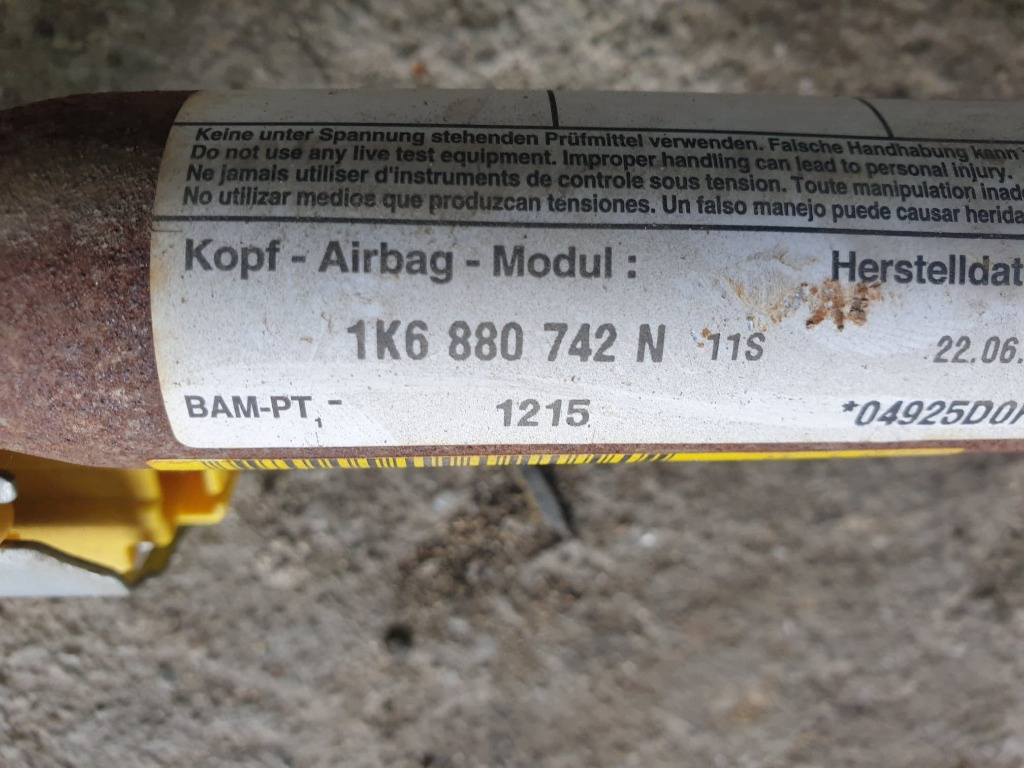 Keine unter Spannung stehenden Prüfmittel verwenden. Falsche Handhabung kann
Do not use any live test equipment. Improper handling can lead to personal injury.
Ne jamais utiliser d'instruments de controle sous tension. Toute manipulation inad
No utilizar medios que produzcan tensiones. Un falso manejo puede causar herida
Kopf - Airbag - Modul : Herstelldat
1K6 880 742 N 11S 22.06.
BAM-PT, - 1215 *04925D0